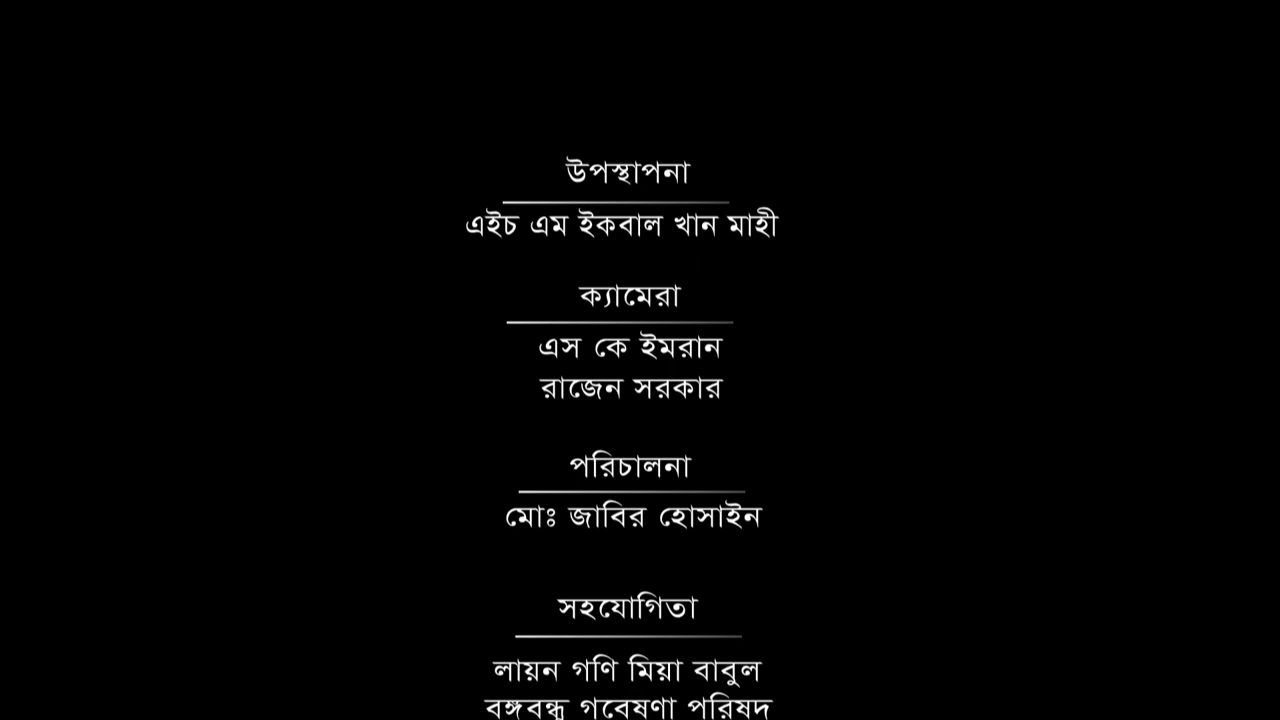 উপস্থাপনা
এইচ এম ইকবাল খান মাহী
ক্যামেরা
এস কে ইমরান
রাজেন সরকার
পরিচালনা
মোঃ জাবির হোসাইন
সহযোগিতা
লায়ন গণি মিয়া বাবুল
বঙ্গবন্ধু গবেষণা পরিষদ